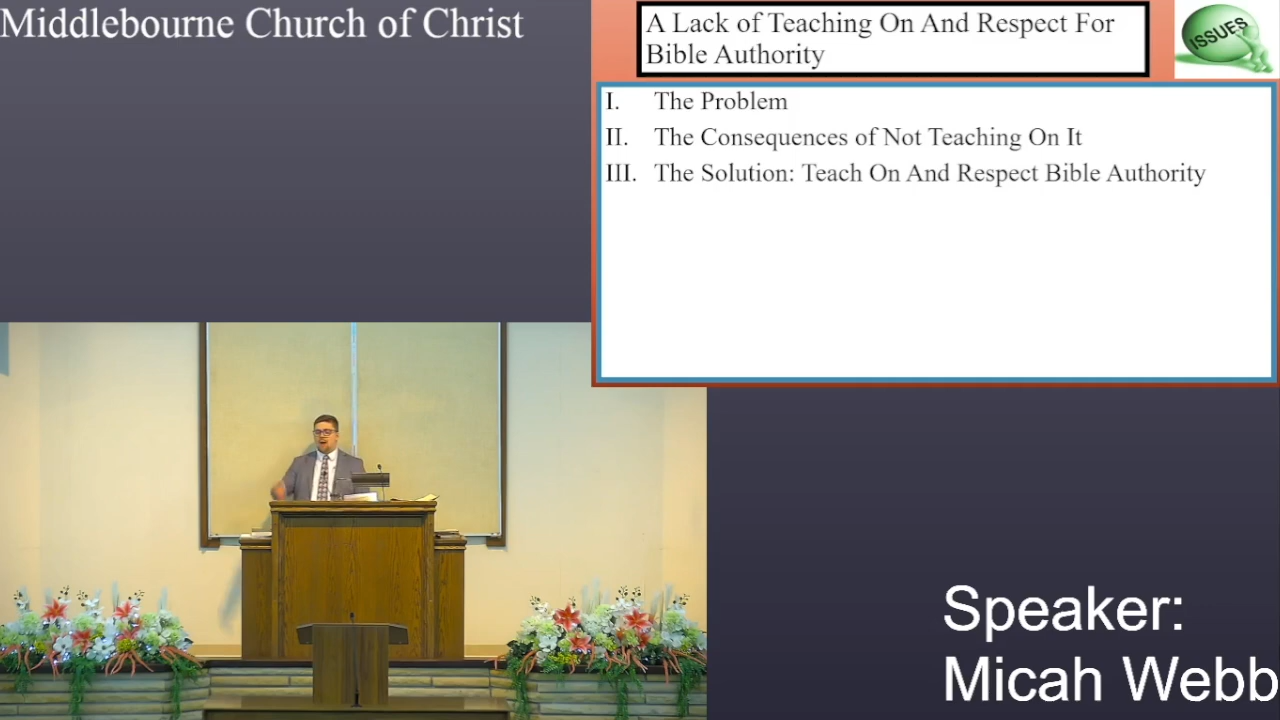 Middlebourne Church of Christ
A Lack of Teaching On And Respect For
Bible Authority
ISSUES
I. The Problem
II. The Consequences of Not Teaching On It
III. The Solution: Teach On And Respect Bible Authority
Speaker:
Micah Webb